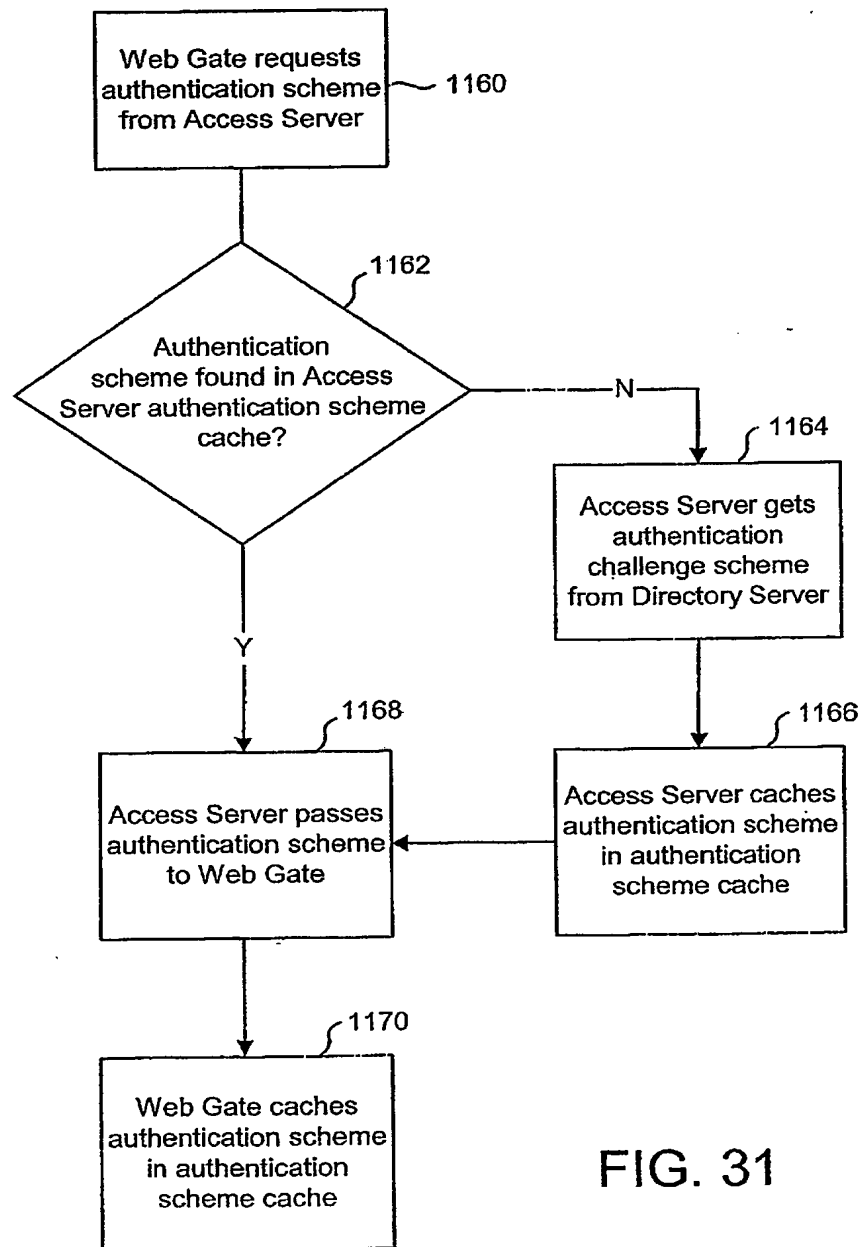 Web Gate requests
authentication scheme
from Access Server
1160
1162
Authentication
scheme found in Access
Server authentication scheme
cache?
N
1164
Access Server gets
authentication
challenge scheme
from Directory Server
Y
1168
1166
Access Server passes
authentication scheme
to Web Gate
Access Server caches
authentication scheme
in authentication
scheme cache
1170
Web Gate caches
authentication scheme
in authentication
scheme cache
FIG. 31